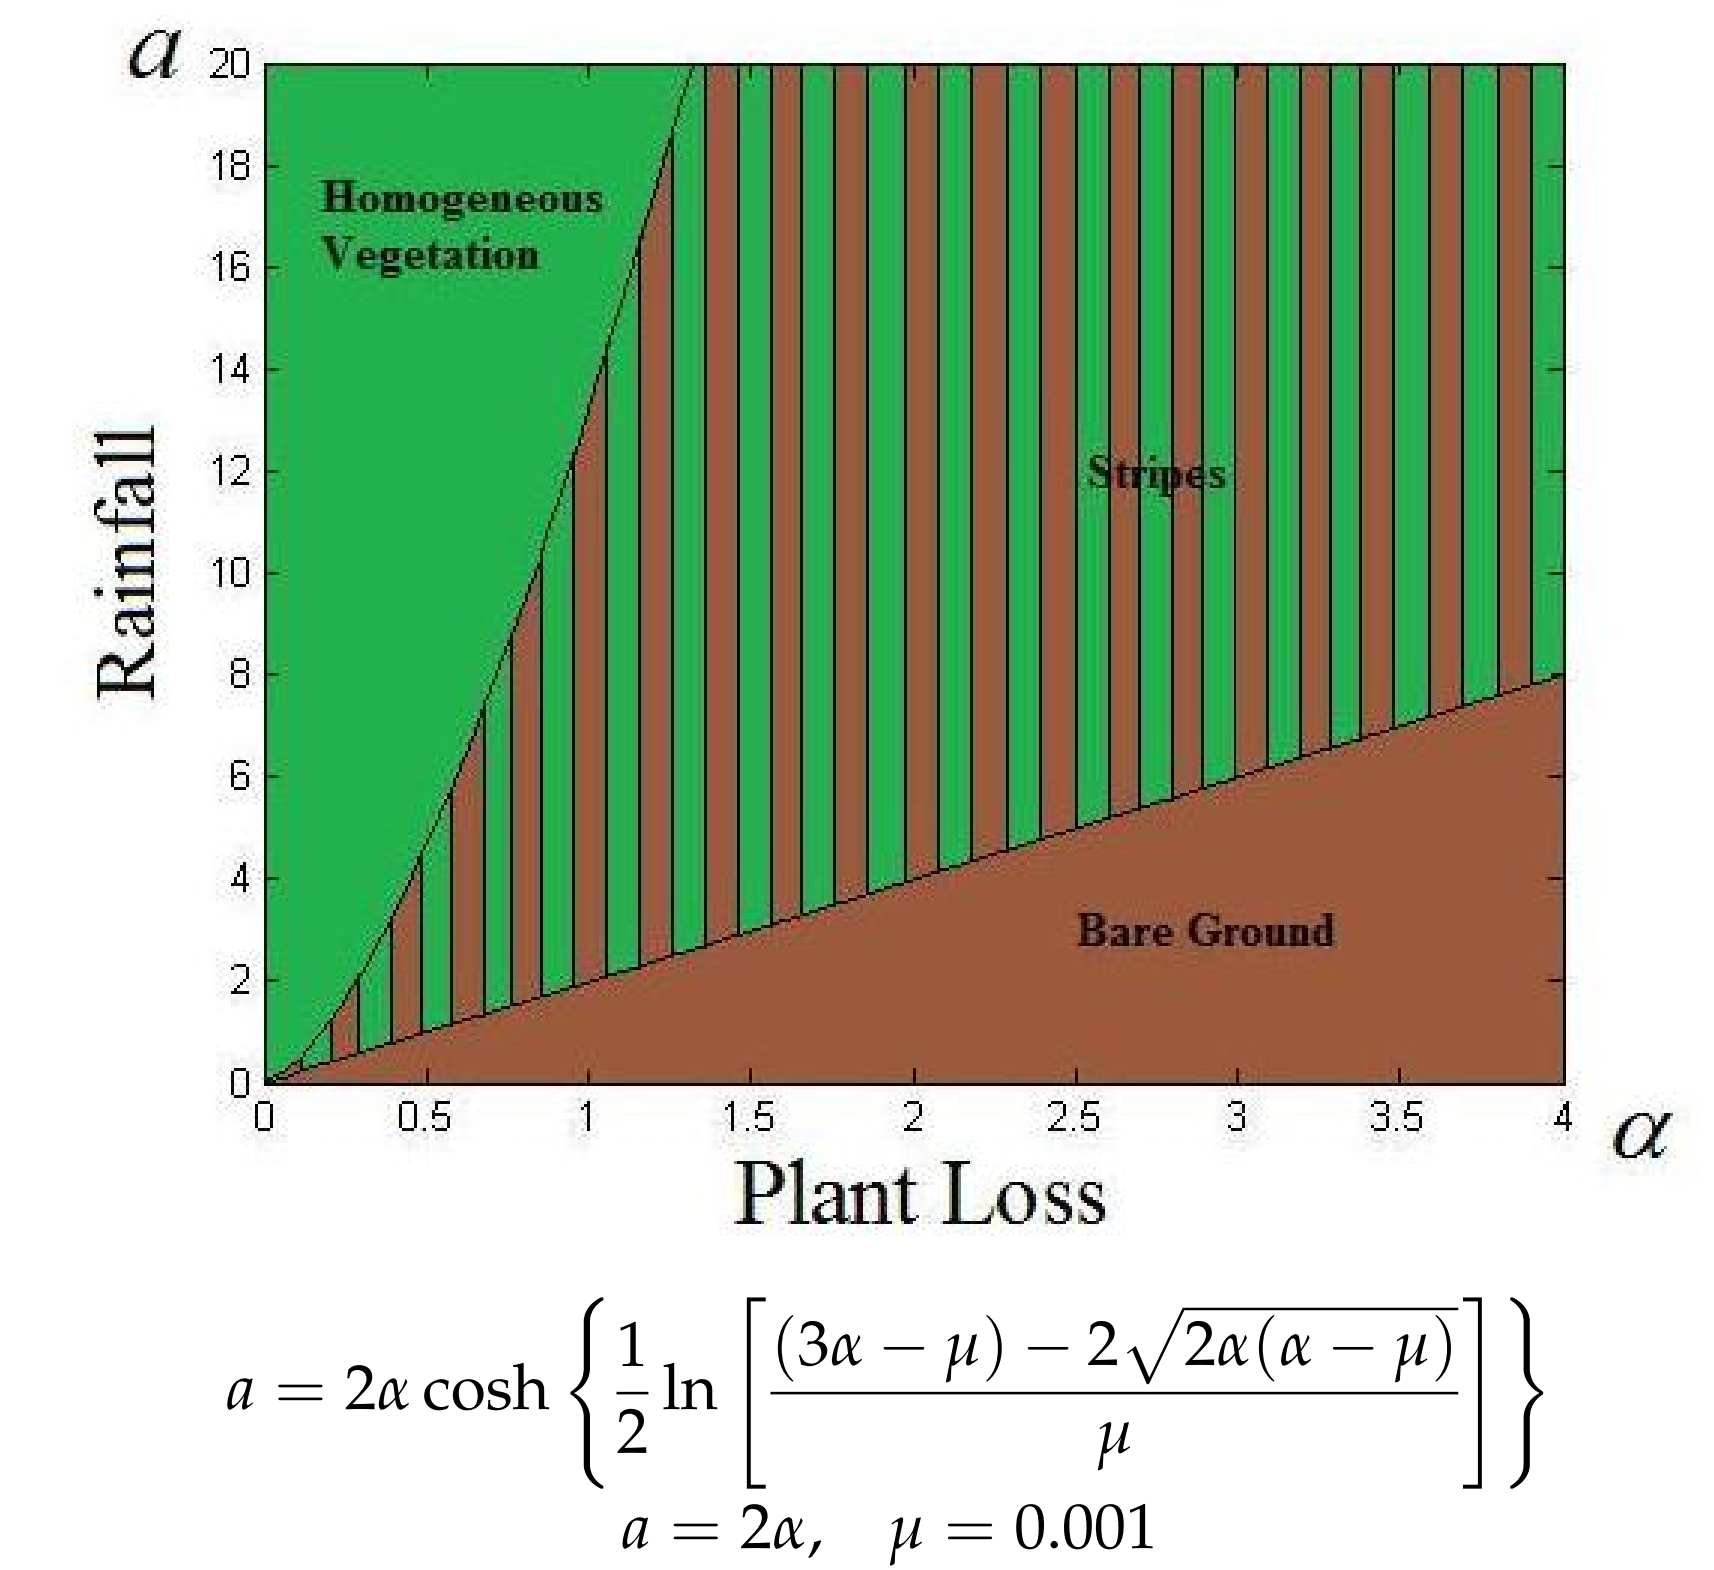 a
20
18
16
14
12
10
8
6
4
2
0
Rainfall
Homogeneous
Vegetation
Stripes
Bare Ground
0 0.5 1 1.5 2 2.5 3 3.5 4
α
Plant Loss
a = 2α cosh { 1/2 ln [ ((3α − μ) − 2√(2α(α − μ))) / μ ] }
a = 2α, μ = 0.001